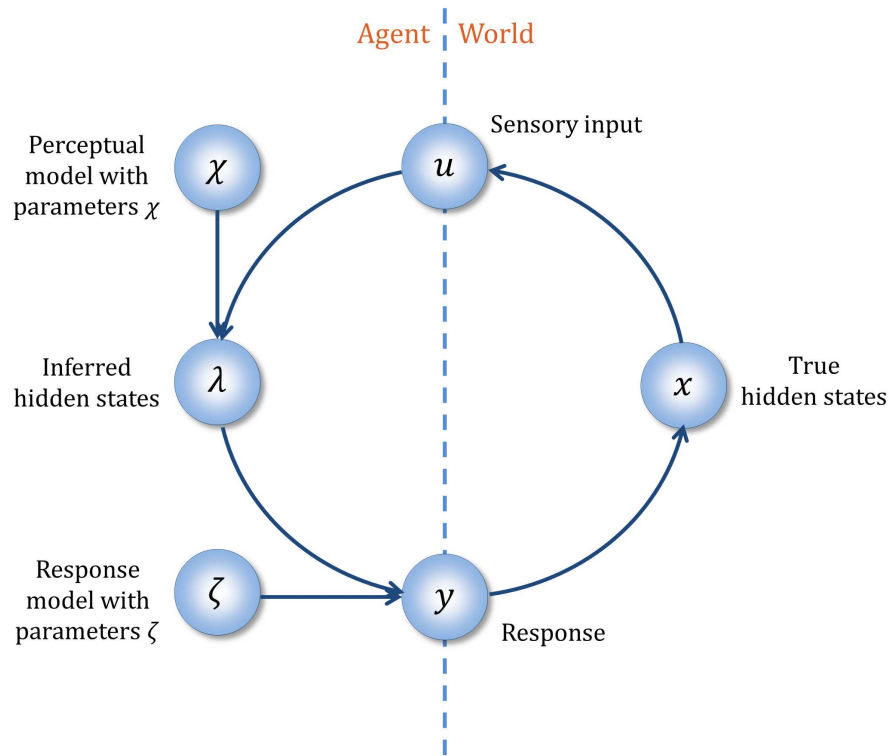 Agent World
Sensory input
Perceptual
model with
parameters χ
χ
u
Inferred
hidden states
λ
x
True
hidden states
Response
model with
parameters ζ
ζ
y
Response